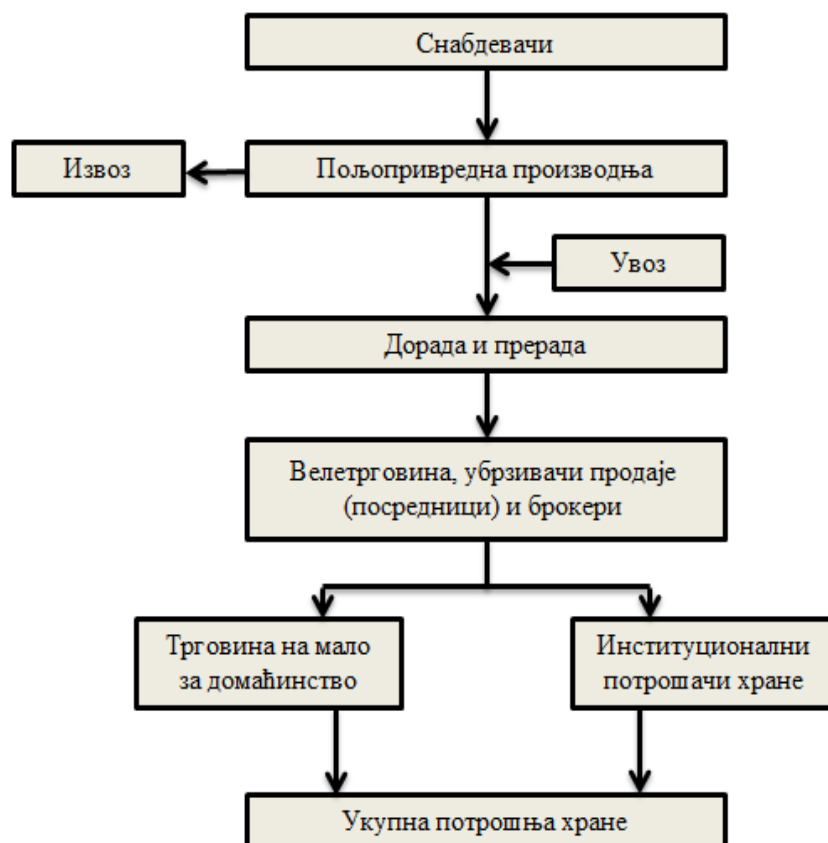 Снабдевачи
Извоз
Пољопривредна производња
Увоз
Дорада и прерада
Велетрговина, убрзивачи продаје
(посредници) и брокери
Трговина на мало
за домаћинство
Институционални
потрошачи хране
Укупна потрошња хране